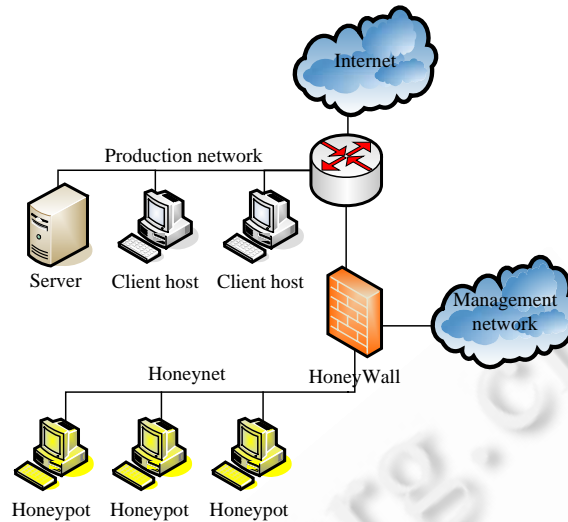 Internet
Production network
Server
Client host
Client host
Management
network
Honeynet
HoneyWall
Honeypot
Honeypot
Honeypot